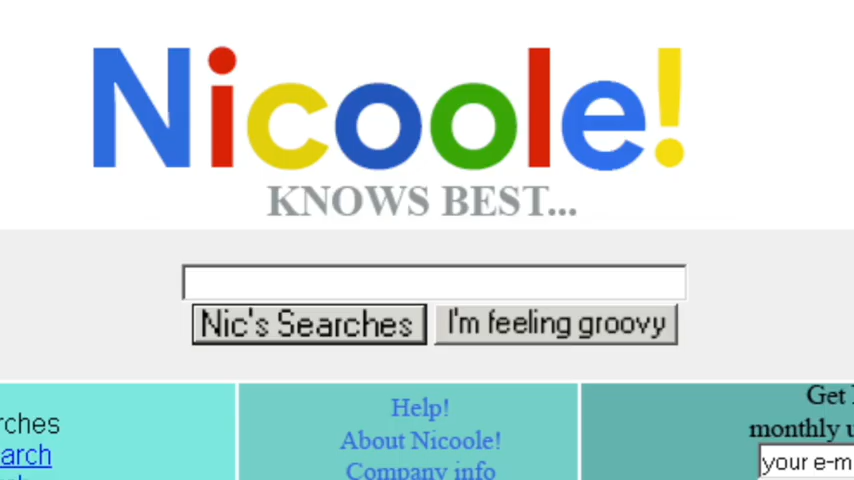 Nicoole!
KNOWS BEST...
Nic's Searches
I'm feeling groovy
rches
arch
Help!
About Nicoole!
Company info
Get
monthly u
your e-m